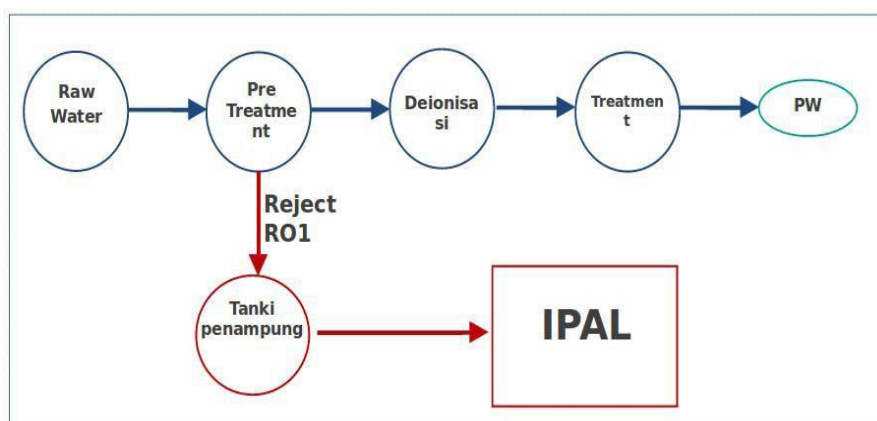 Raw
Water
Pre
Treatme
nt
Deionisa
si
Treatmen
t
PW
Reject
RO1
Tanki
penampung
IPAL